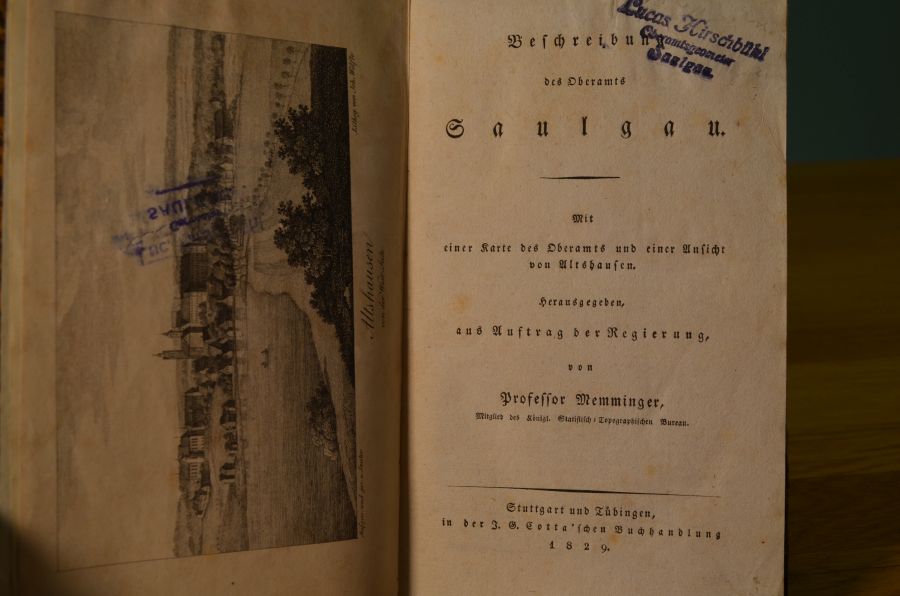 Altshausen
Lucas Hirschbühl
Oberamtsgeometer
Saulgau.
Beschreibung
des Oberamts
Saulgau.
Mit
einer Karte des Oberamts und einer Ansicht
von Altshausen.
Herausgegeben,
aus Auftrag der Regierung,
von
Professor Memminger,
Mitglied des Königl. Statistisch-Topographischen Bureau.
Stuttgart und Tübingen,
in der J. G. Cotta'schen Buchhandlung
1829.